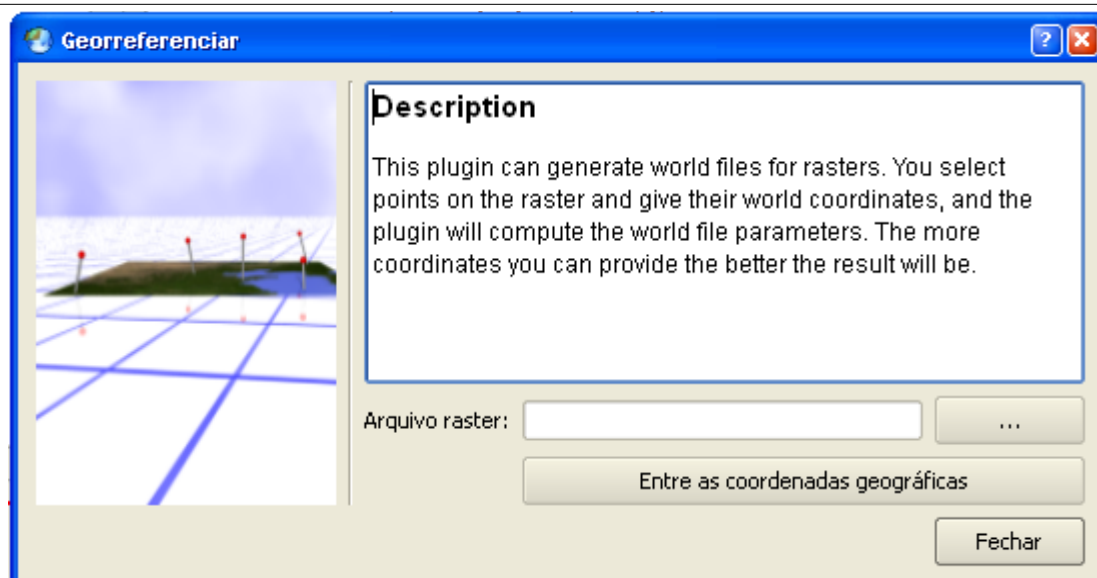 Georreferenciar
Description
This plugin can generate world files for rasters. You select
points on the raster and give their world coordinates, and the
plugin will compute the world file parameters. The more
coordinates you can provide the better the result will be.
Arquivo raster:
...
Entre as coordenadas geográficas
Fechar